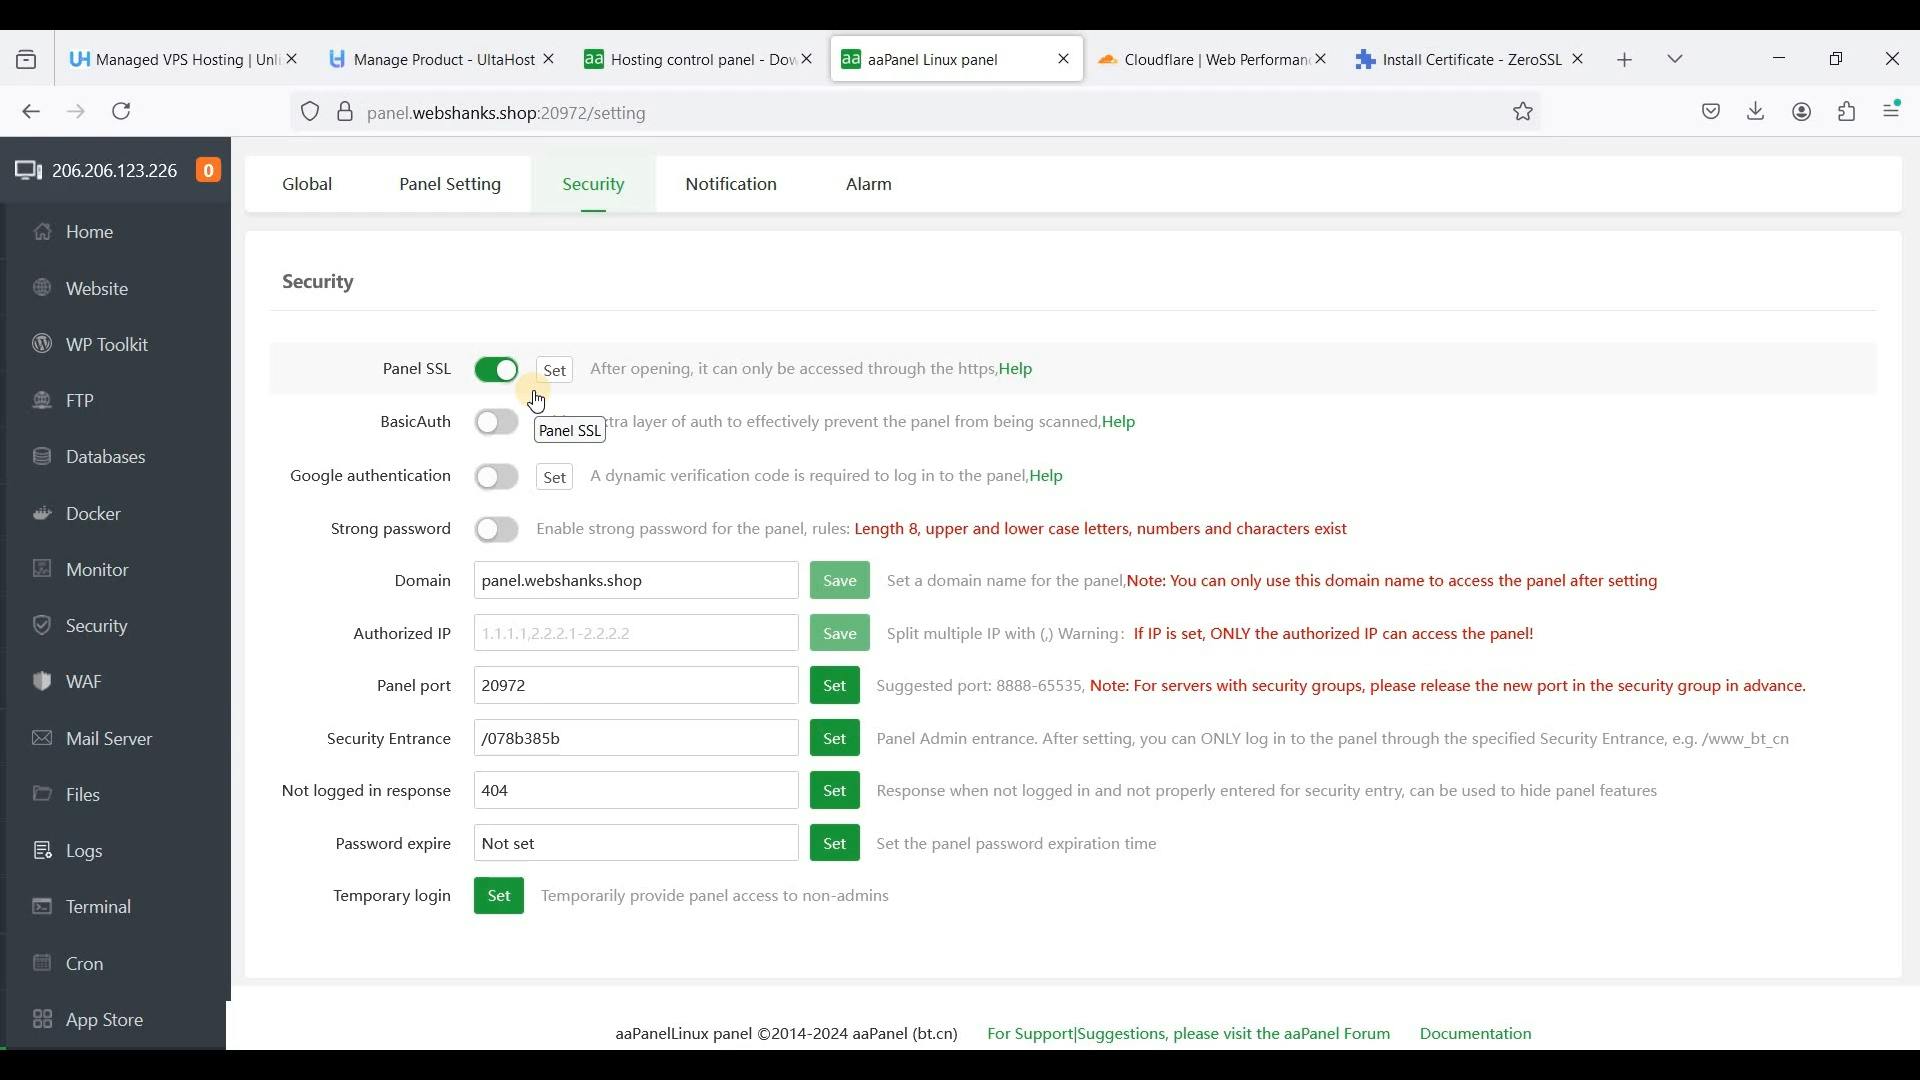 Managed VPS Hosting | Unli
Manage Product - UltaHost
aa Hosting control panel - Dow
aa aaPanel Linux panel
Cloudflare | Web Performanc
Install Certificate - ZeroSSL
panel.webshanks.shop:20972/setting
206.206.123.226 0
Home
Website
WP Toolkit
FTP
Databases
Docker
Monitor
Security
WAF
Mail Server
Files
Logs
Terminal
Cron
App Store
Global Panel Setting Security Notification Alarm
Security
Panel SSL Set After opening, it can only be accessed through the https,Help
BasicAuth xtra layer of auth to effectively prevent the panel from being scanned,Help
Panel SSL
Google authentication Set A dynamic verification code is required to log in to the panel,Help
Strong password Enable strong password for the panel, rules: Length 8, upper and lower case letters, numbers and characters exist
Domain panel.webshanks.shop Save Set a domain name for the panel,Note: You can only use this domain name to access the panel after setting
Authorized IP 1.1.1.1,2.2.2.1-2.2.2.2 Save Split multiple IP with (,) Warning: If IP is set, ONLY the authorized IP can access the panel!
Panel port 20972 Set Suggested port: 8888-65535, Note: For servers with security groups, please release the new port in the security group in advance.
Security Entrance /078b385b Set Panel Admin entrance. After setting, you can ONLY log in to the panel through the specified Security Entrance, e.g. /www_bt_cn
Not logged in response 404 Set Response when not logged in and not properly entered for security entry, can be used to hide panel features
Password expire Not set Set Set the panel password expiration time
Temporary login Set Temporarily provide panel access to non-admins
aaPanelLinux panel ©2014-2024 aaPanel (bt.cn) For Support|Suggestions, please visit the aaPanel Forum Documentation